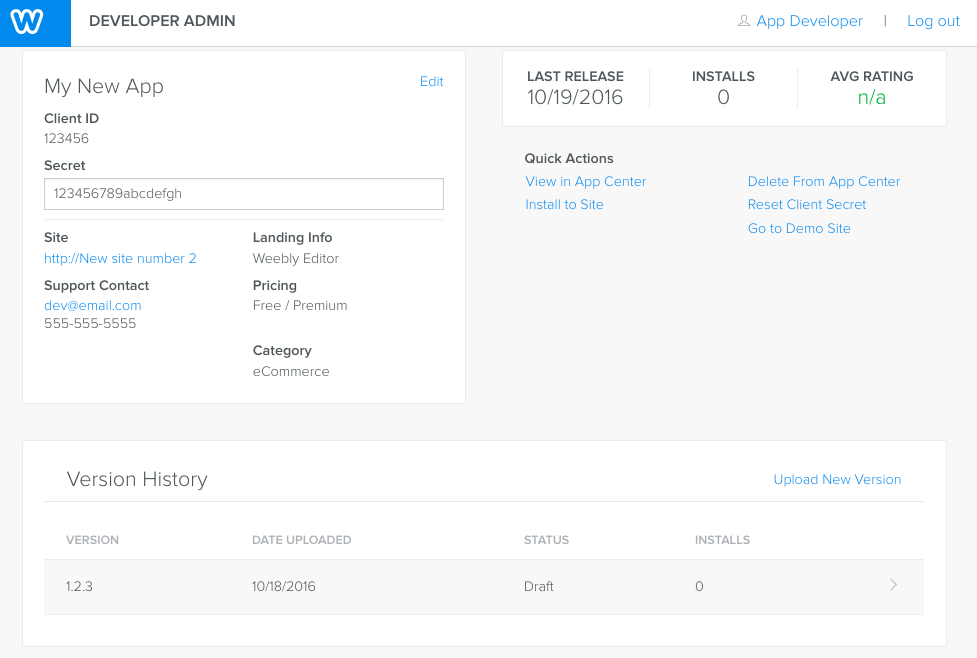 DEVELOPER ADMIN
App Developer | Log out
My New App
Edit
Client ID
123456
Secret
123456789abcdefgh
Site
http://New site number 2
Support Contact
dev@email.com
555-555-5555
Landing Info
Weebly Editor
Pricing
Free / Premium
Category
eCommerce
LAST RELEASE
10/19/2016
INSTALLS
0
AVG RATING
n/a
Quick Actions
View in App Center
Install to Site
Delete From App Center
Reset Client Secret
Go to Demo Site
Version History
Upload New Version
VERSION DATE UPLOADED STATUS INSTALLS
1.2.3 10/18/2016 Draft 0